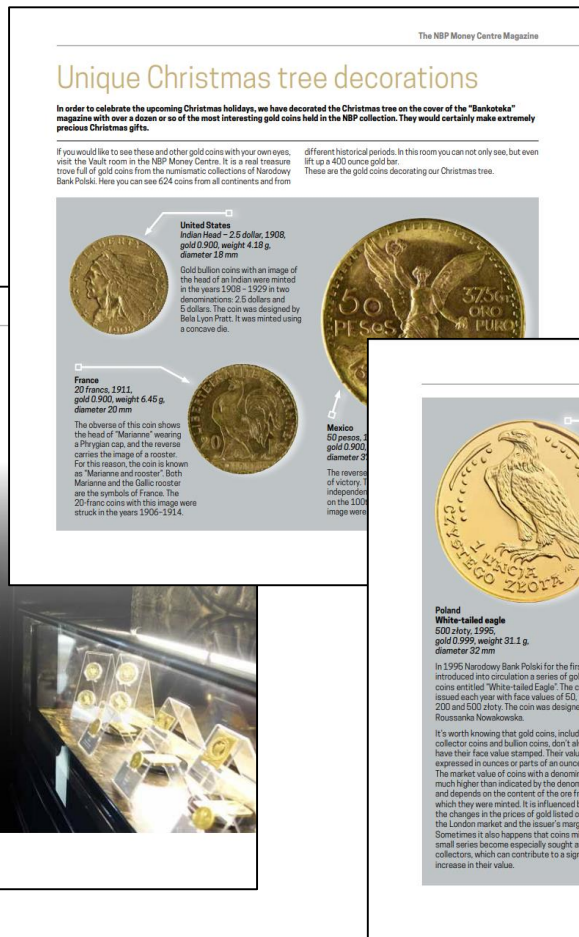 The NBP Money Centre Magazine
Unique Christmas tree decorations
In order to celebrate the upcoming Christmas holidays, we have decorated the Christmas tree on the cover of the "Bankoteka"
magazine with over a dozen or so of the most interesting gold coins held in the NBP collection. They would certainly make extremely
precious Christmas gifts.
If you would like to see these and other gold coins with your own eyes,
visit the Vault room in the NBP Money Centre. It is a real treasure
trove full of gold coins from the numismatic collections of Narodowy
Bank Polski. Here you can see 624 coins from all continents and from
different historical periods. In this room you can not only see, but even
lift up a 400 ounce gold bar.
These are the gold coins decorating our Christmas tree.
United States
Indian Head – 2.5 dollar, 1908,
gold 0.900, weight 4.18 g,
diameter 18 mm
Gold bullion coins with an image of
the head of an Indian were minted
in the years 1908 – 1929 in two
denominations: 2.5 dollars and
5 dollars. The coin was designed by
Bela Lyon Pratt. It was minted using
a concave die.
1908
50
PESOS
37,5 Gr.
ORO
PURO
France
20 francs, 1911,
gold 0.900, weight 6.45 g,
diameter 20 mm
The obverse of this coin shows
the head of "Marianne" wearing
a Phrygian cap, and the reverse
carries the image of a rooster.
For this reason, the coin is known
as "Marianne and rooster". Both
Marianne and the Gallic rooster
are the symbols of France. The
20-franc coins with this image were
struck in the years 1906–1914.
20
Mexico
50 pesos, 1
gold 0.900,
diameter 3
The reverse
of victory. T
independen
on the 100t
image were
CZYSTEGO ZŁOTA
1 UNCJA
Poland
White-tailed eagle
500 złoty, 1995,
gold 0.999, weight 31.1 g,
diameter 32 mm
In 1995 Narodowy Bank Polski for the fir
introduced into circulation a series of gol
coins entitled "White-tailed Eagle". The c
issued each year with face values of 50,
200 and 500 złoty. The coin was designe
Roussanka Nowakowska.
It's worth knowing that gold coins, includ
collector coins and bullion coins, don't al
have their face value stamped. Their valu
expressed in ounces or parts of an ounce
The market value of coins with a denomin
much higher than indicated by the denom
and depends on the content of the ore fr
which they were minted. It is influenced b
the changes in the prices of gold listed o
the London market and the issuer's marg
Sometimes it also happens that coins m
small series become especially sought a
collectors, which can contribute to a sign
increase in their value.